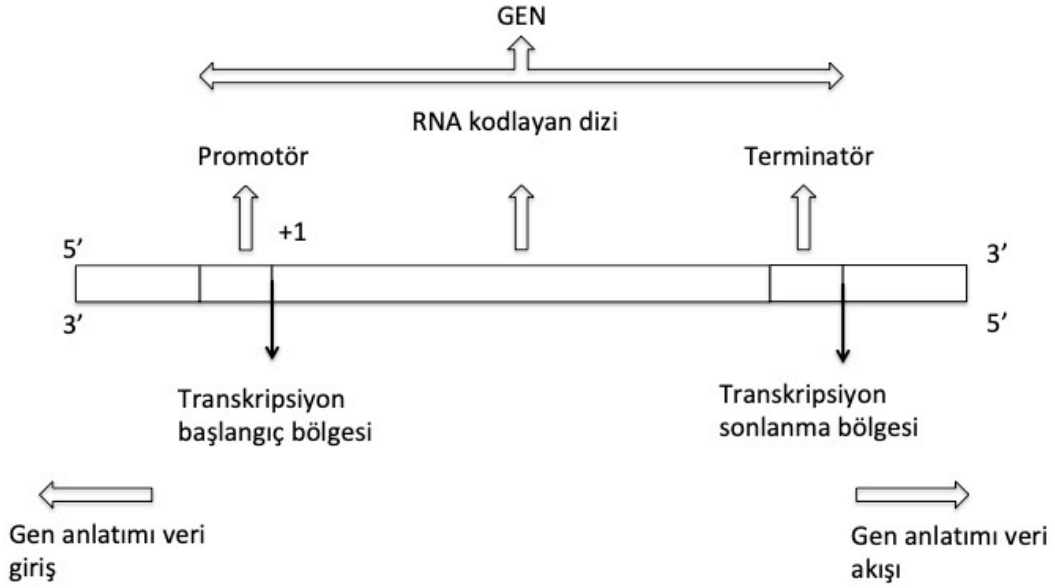 GEN
RNA kodlayan dizi
Promotör
Terminatör
+1
5’
3’
3’
5’
Transkripsiyon
başlangıç bölgesi
Transkripsiyon
sonlanma bölgesi
Gen anlatımı veri
giriş
Gen anlatımı veri
akışı